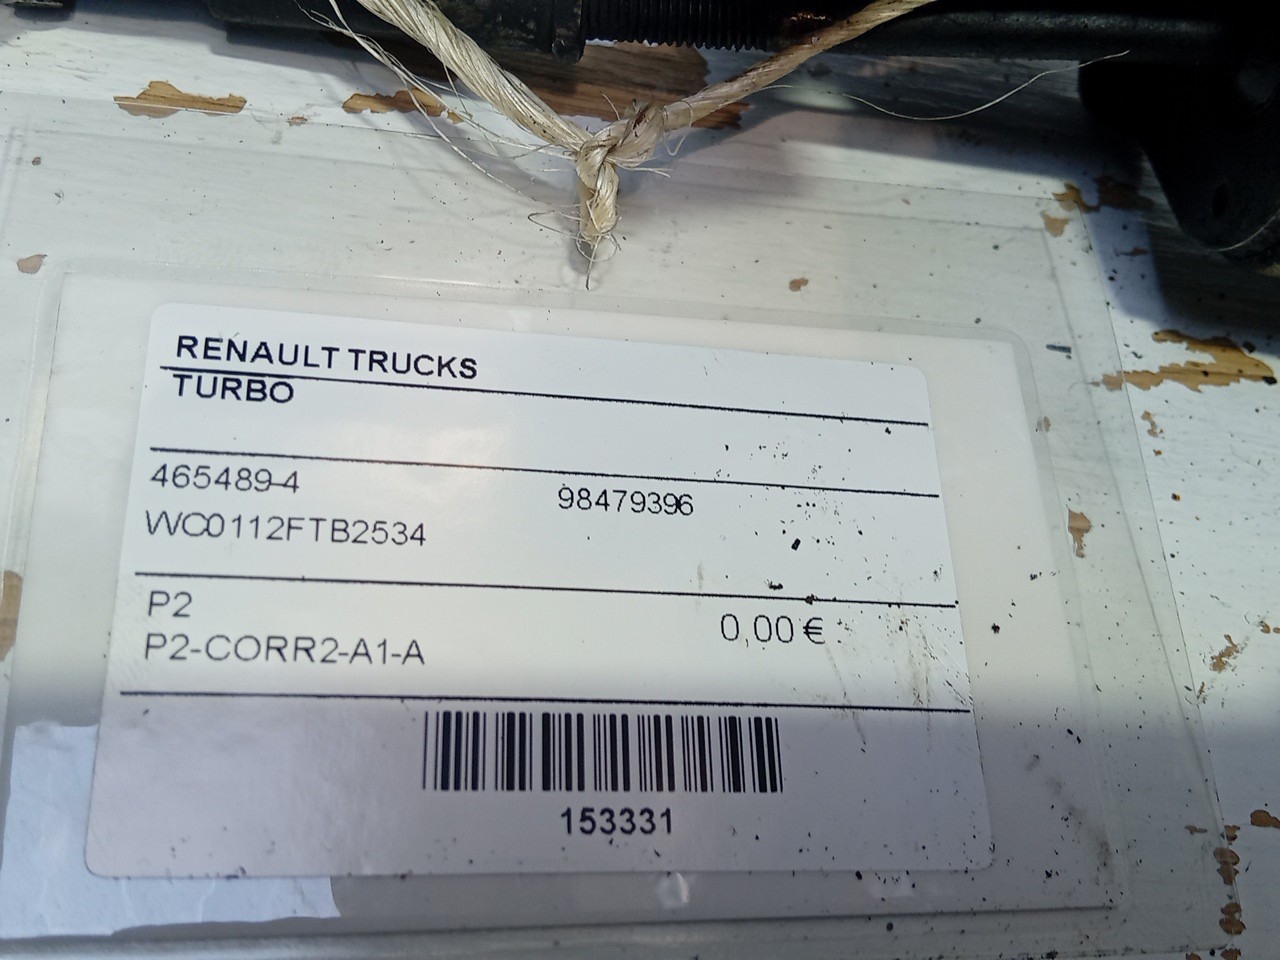 RENAULT TRUCKS
TURBO
465489-4 98479396
WC0112FTB2534
P2 0,00 €
P2-CORR2-A1-A
153331